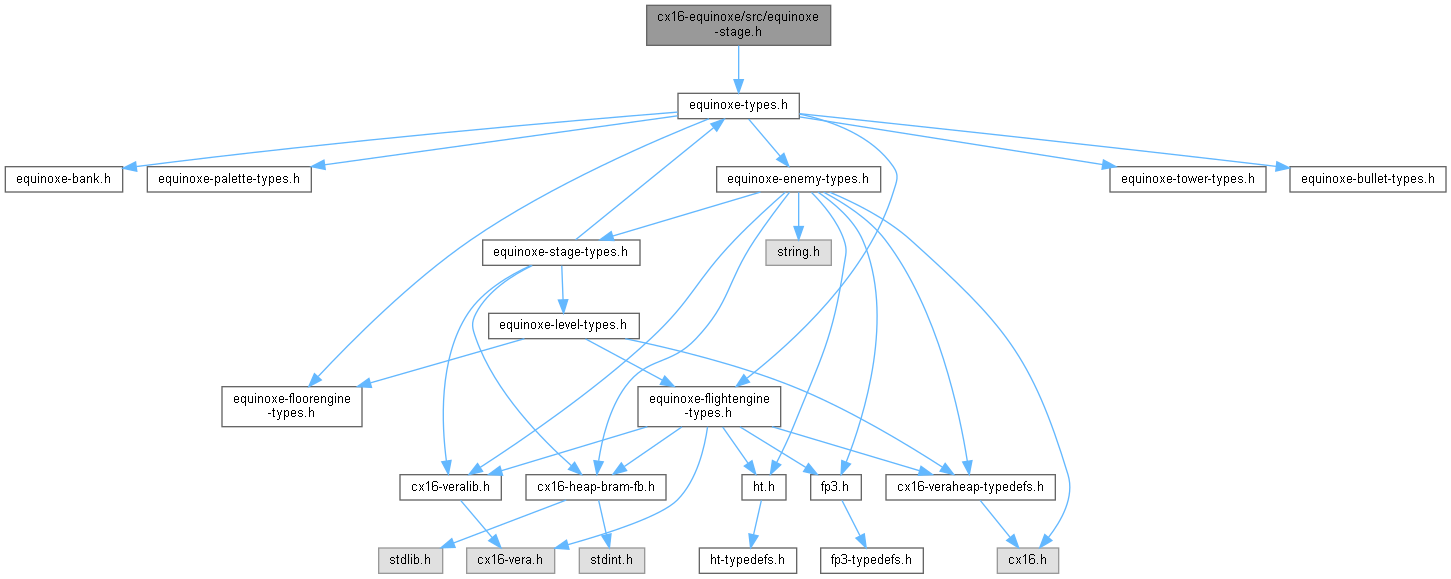 cx16-equinoxe/src/equinoxe
-stage.h
equinoxe-types.h
equinoxe-bank.h
equinoxe-palette-types.h
equinoxe-enemy-types.h
equinoxe-tower-types.h
equinoxe-bullet-types.h
equinoxe-stage-types.h
string.h
equinoxe-level-types.h
equinoxe-floorengine
-types.h
equinoxe-flightengine
-types.h
cx16-veralib.h
cx16-heap-bram-fb.h
ht.h
fp3.h
cx16-veraheap-typedefs.h
stdlib.h
cx16-vera.h
stdint.h
ht-typedefs.h
fp3-typedefs.h
cx16.h